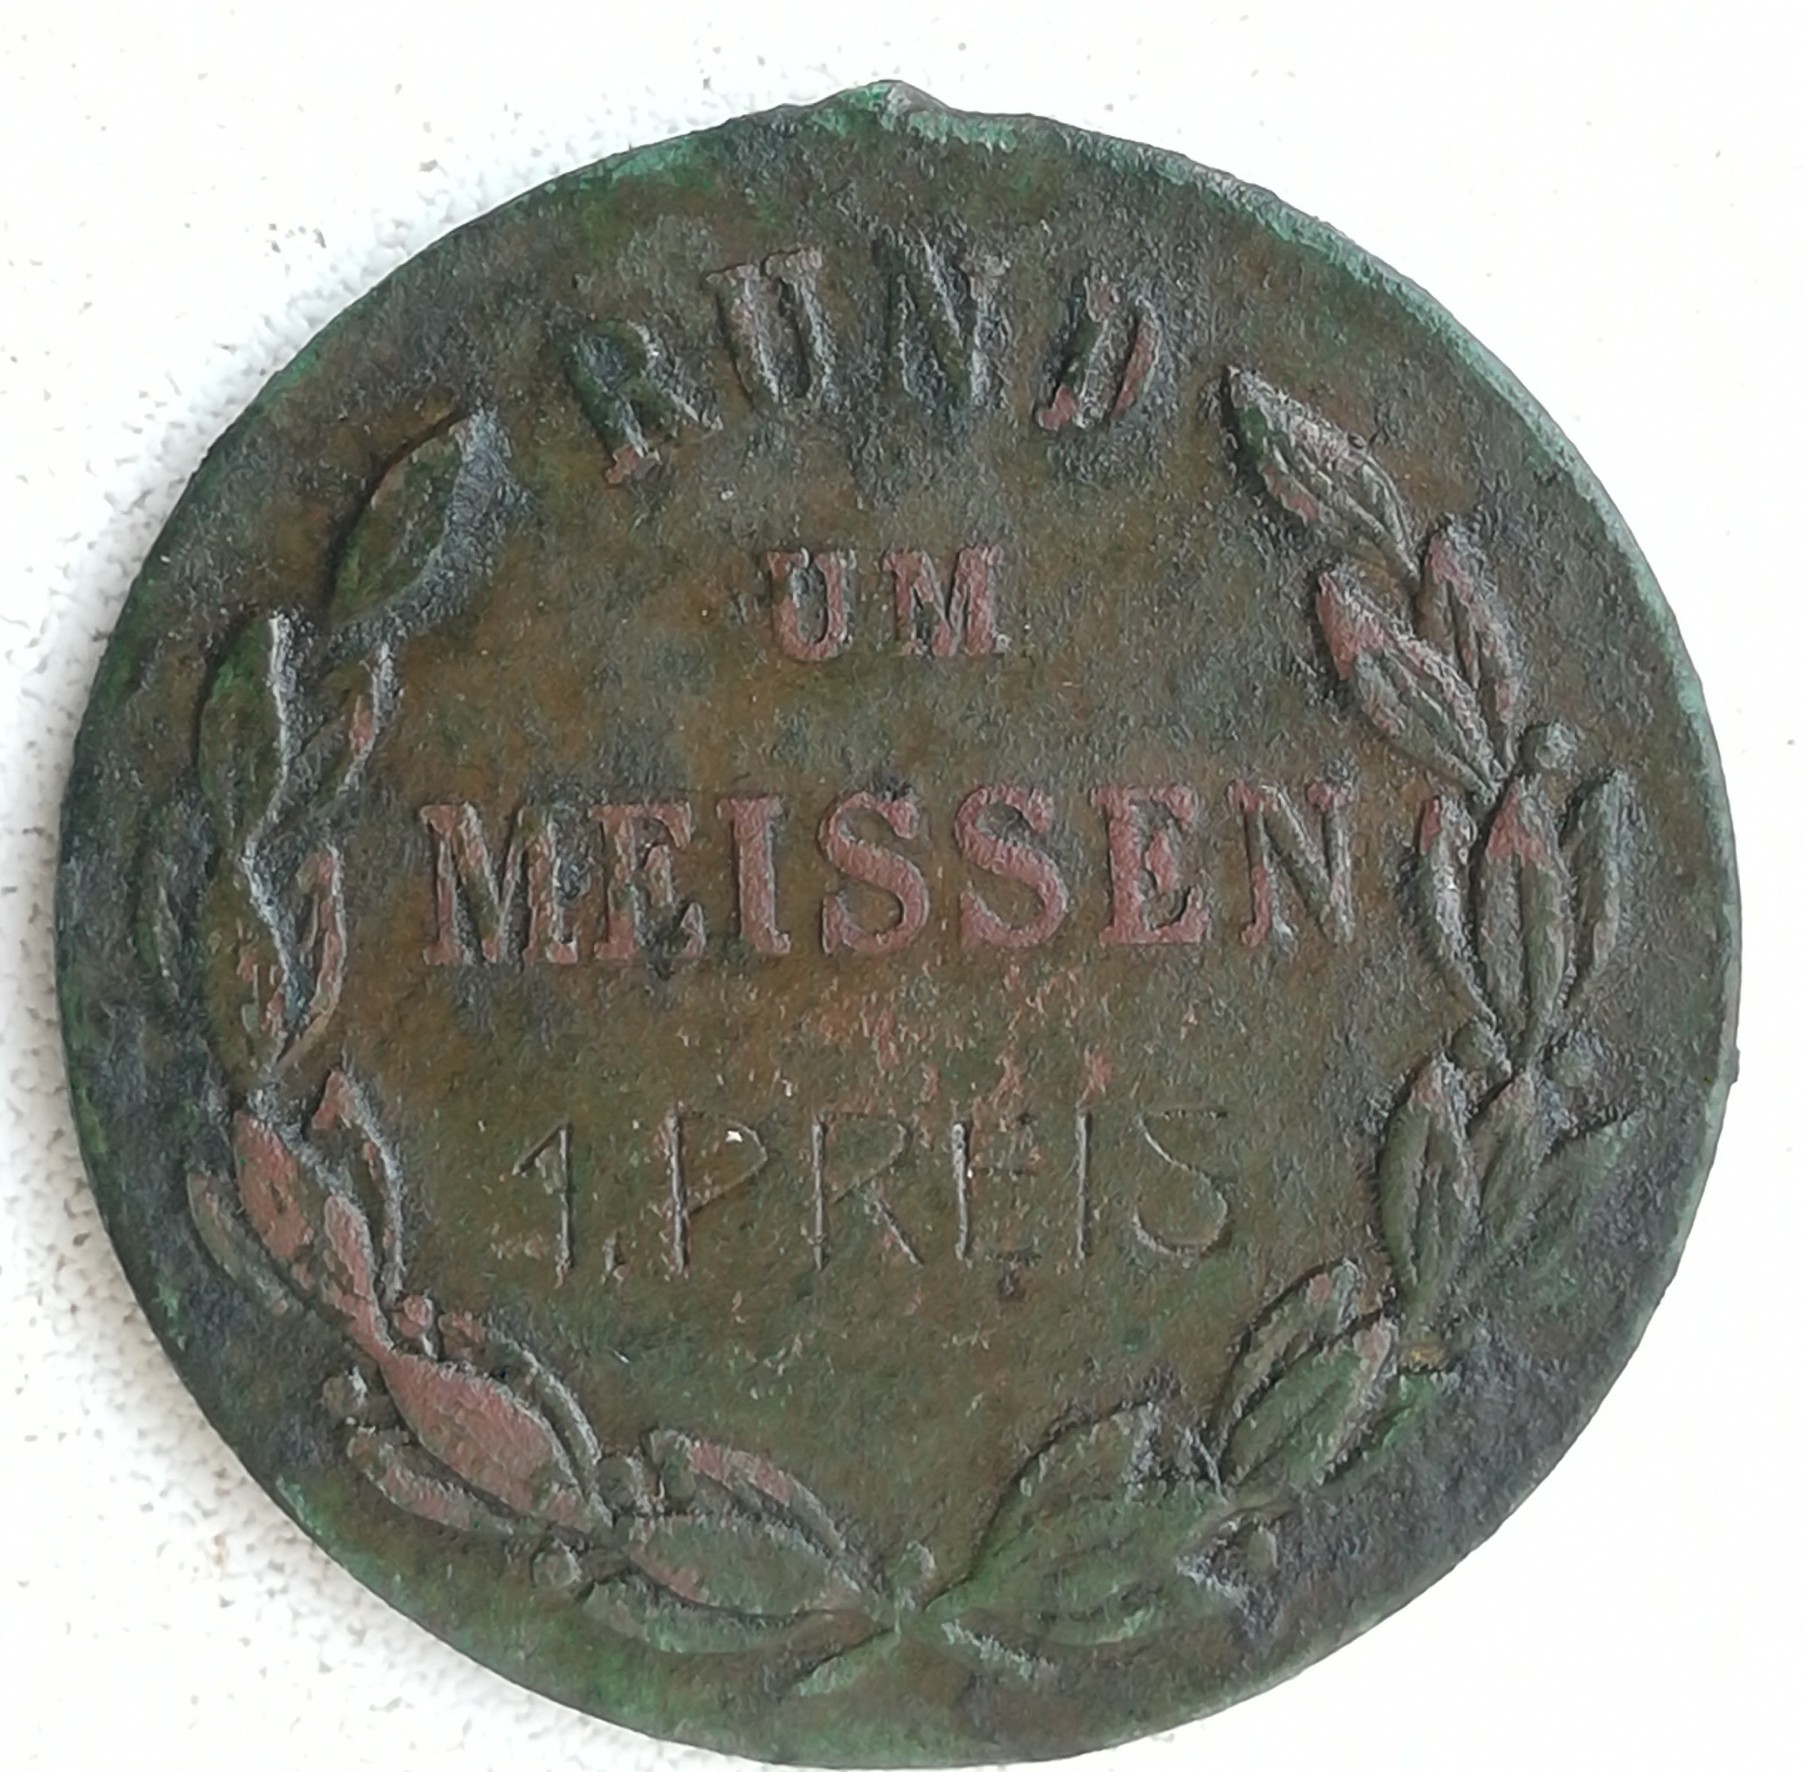 RUND
UM
MEISSEN
1. PREIS